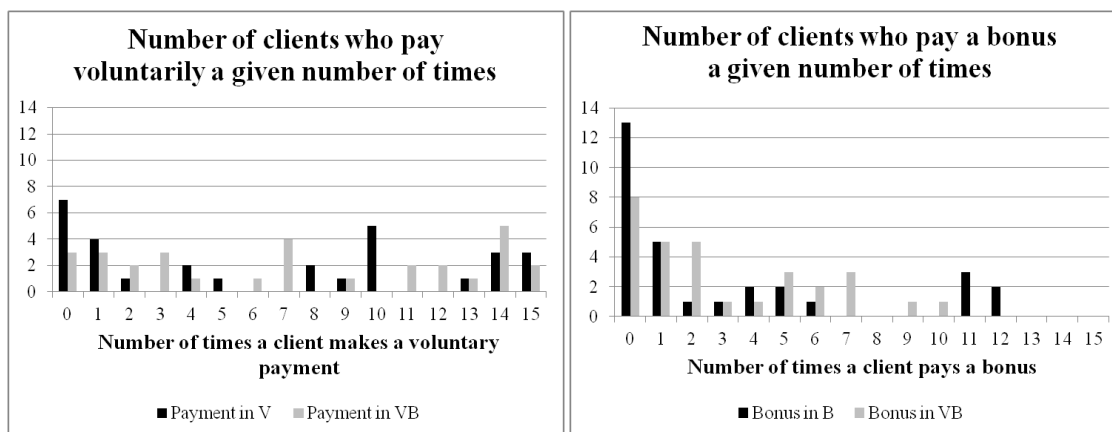 Number of clients who pay
voluntarily a given number of times
14
12
10
8
6
4
2
0
0 1 2 3 4 5 6 7 8 9 10 11 12 13 14 15
Number of times a client makes a voluntary
payment
Payment in V Payment in VB
Number of clients who pay a bonus
a given number of times
14
12
10
8
6
4
2
0
0 1 2 3 4 5 6 7 8 9 10 11 12 13 14 15
Number of times a client pays a bonus
Bonus in B Bonus in VB